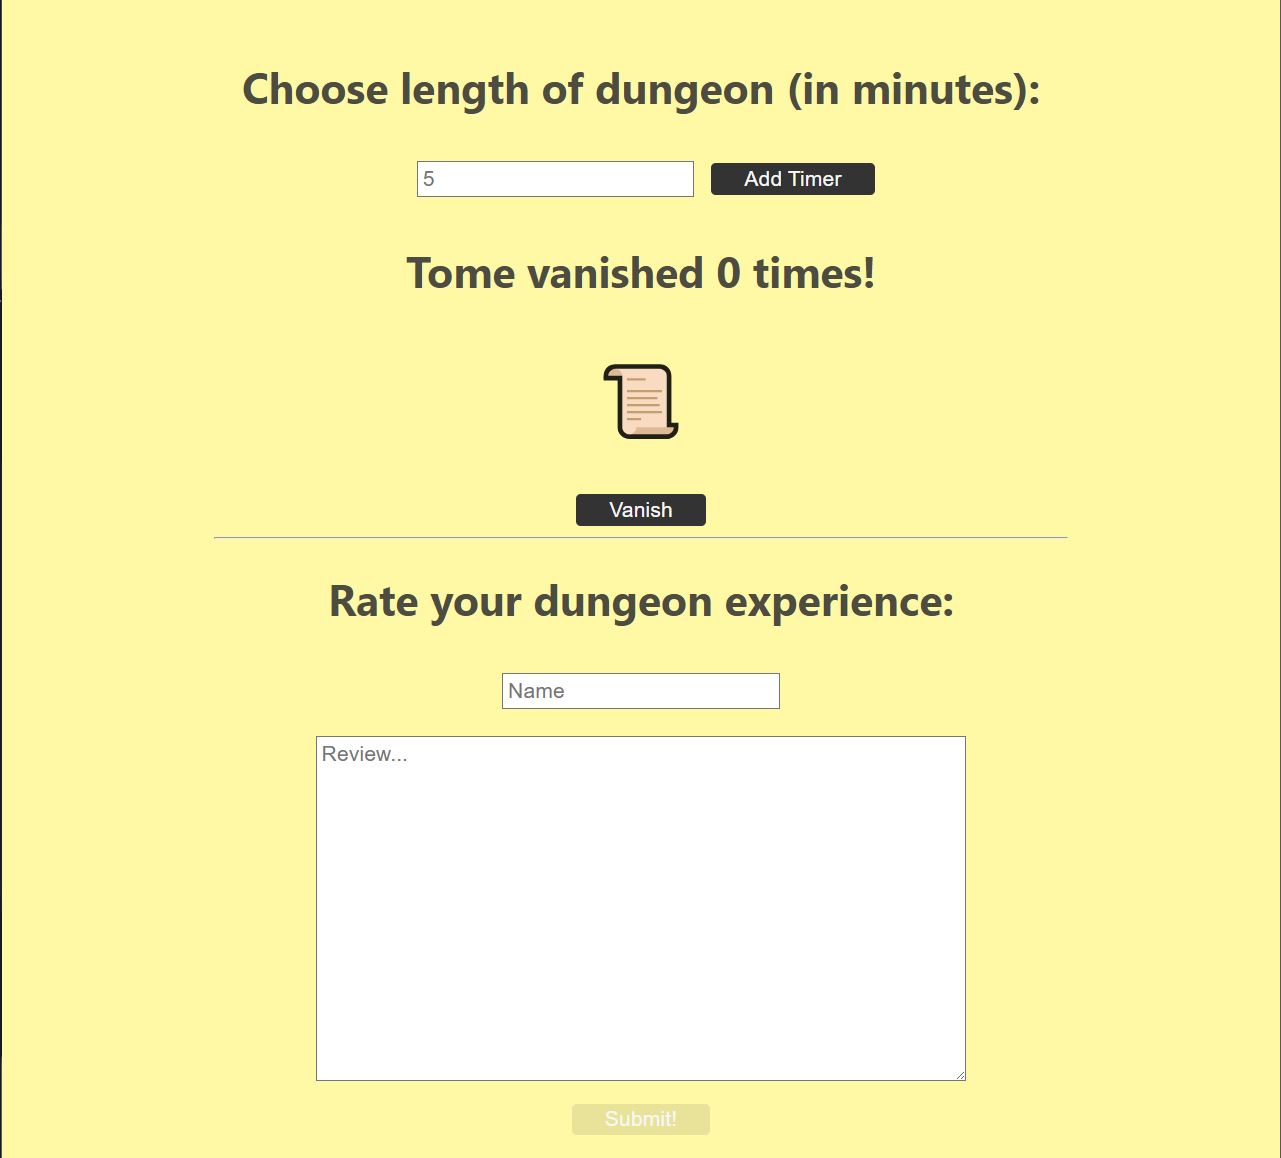 Choose length of dungeon (in minutes):
5
Add Timer
Tome vanished 0 times!
Vanish
Rate your dungeon experience:
Name
Review...
Submit!